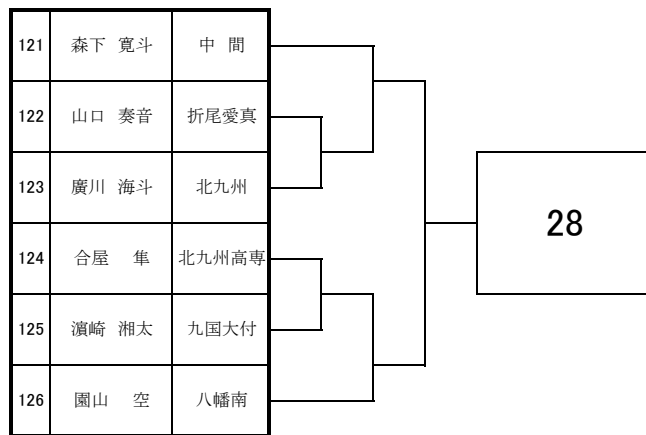 121 森下 寛斗 中 間
122 山口 奏音 折尾愛真
123 廣川 海斗 北九州
124 合屋 隼 北九州高専
125 濵崎 湘太 九国大付
126 園山 空 八幡南
28